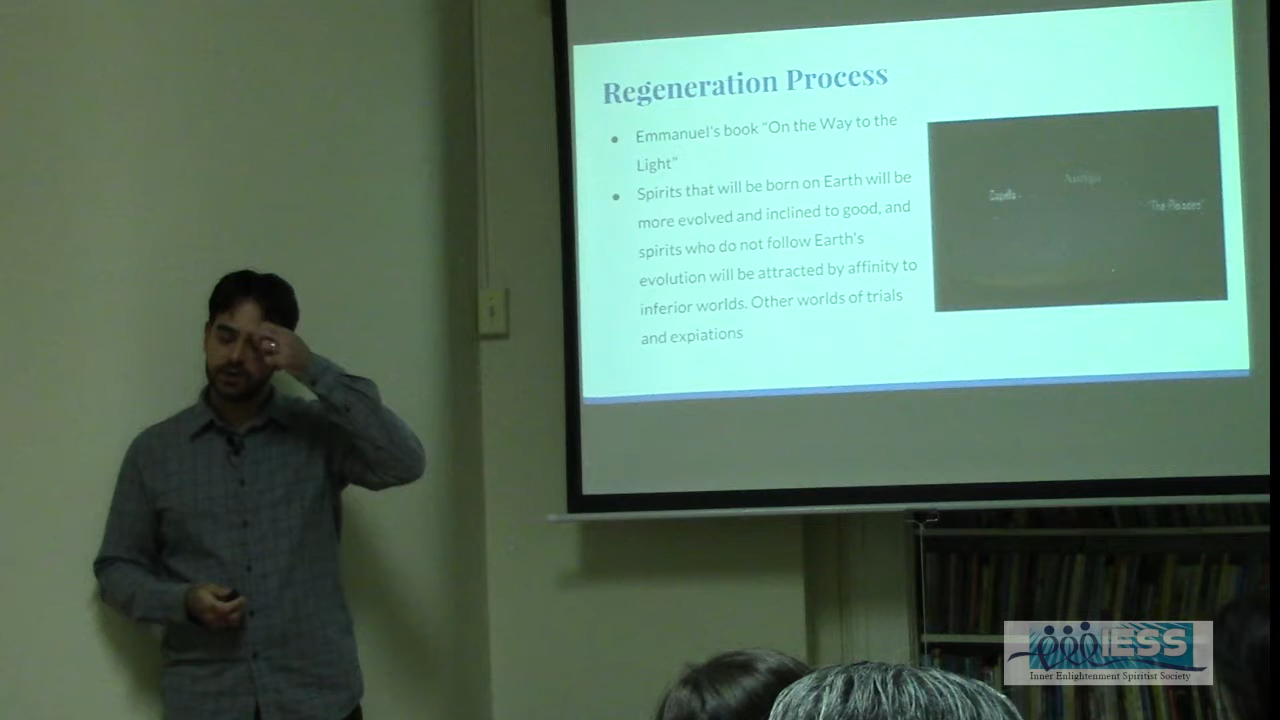 Regeneration Process
● Emmanuel's book "On the Way to the
Light"
● Spirits that will be born on Earth will be
more evolved and inclined to good, and
spirits who do not follow Earth's
evolution will be attracted by affinity to
inferior worlds. Other worlds of trials
and expiations
Capella
"The Pleiades"
IESS
Inner Enlightenment Spiritist Society